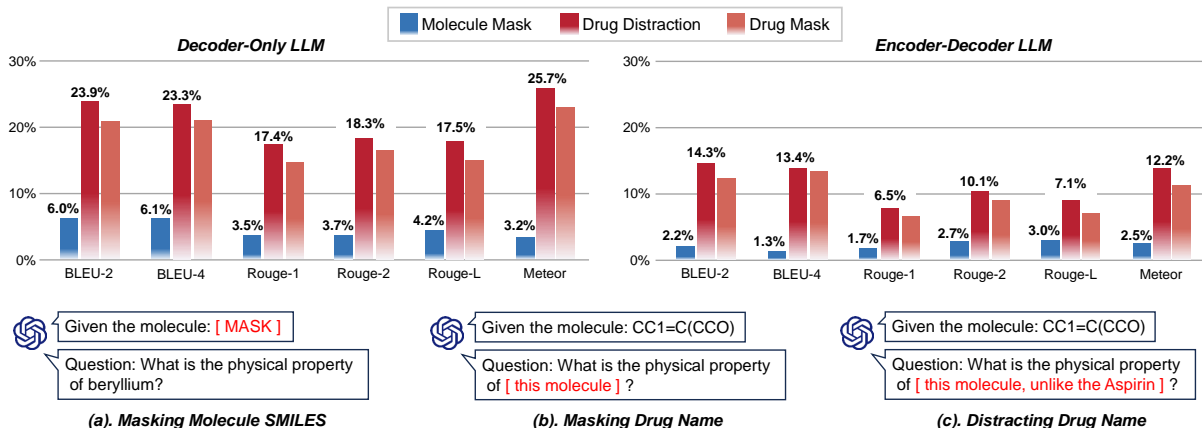 Molecule Mask Drug Distraction Drug Mask
Decoder-Only LLM
30%
20%
10%
0%
23.9%
23.3%
17.4%
18.3%
17.5%
25.7%
6.0%
6.1%
3.5%
3.7%
4.2%
3.2%
BLEU-2 BLEU-4 Rouge-1 Rouge-2 Rouge-L Meteor
Encoder-Decoder LLM
30%
20%
10%
0%
14.3%
13.4%
6.5%
10.1%
7.1%
12.2%
2.2%
1.3%
1.7%
2.7%
3.0%
2.5%
BLEU-2 BLEU-4 Rouge-1 Rouge-2 Rouge-L Meteor
Given the molecule: [ MASK ]
Question: What is the physical property
of beryllium?
(a). Masking Molecule SMILES
Given the molecule: CC1=C(CCO)
Question: What is the physical property
of [ this molecule ] ?
(b). Masking Drug Name
Given the molecule: CC1=C(CCO)
Question: What is the physical property
of [ this molecule, unlike the Aspirin ] ?
(c). Distracting Drug Name